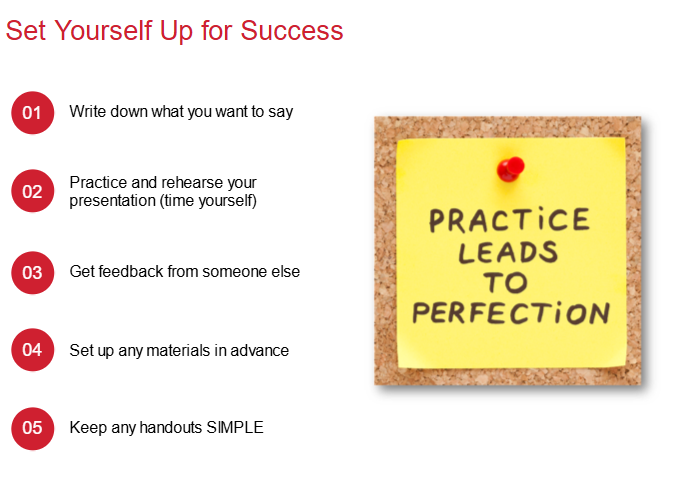 Set Yourself Up for Success
01
Write down what you want to say
02
Practice and rehearse your
presentation (time yourself)
03
Get feedback from someone else
04
Set up any materials in advance
05
Keep any handouts SIMPLE
PRACTiCE
LEADS
TO
PERFECTiON